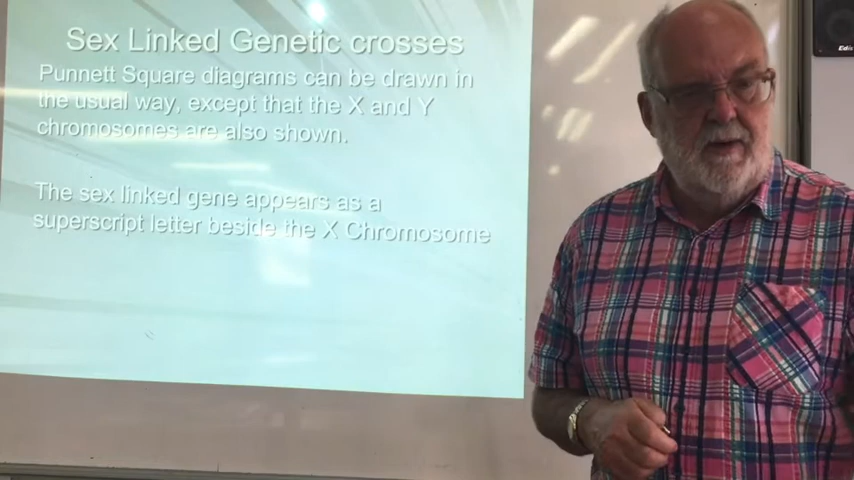 Sex Linked Genetic crosses
Punnett Square diagrams can be drawn in
the usual way, except that the X and Y
chromosomes are also shown.
The sex linked gene appears as a
superscript letter beside the X Chromosome